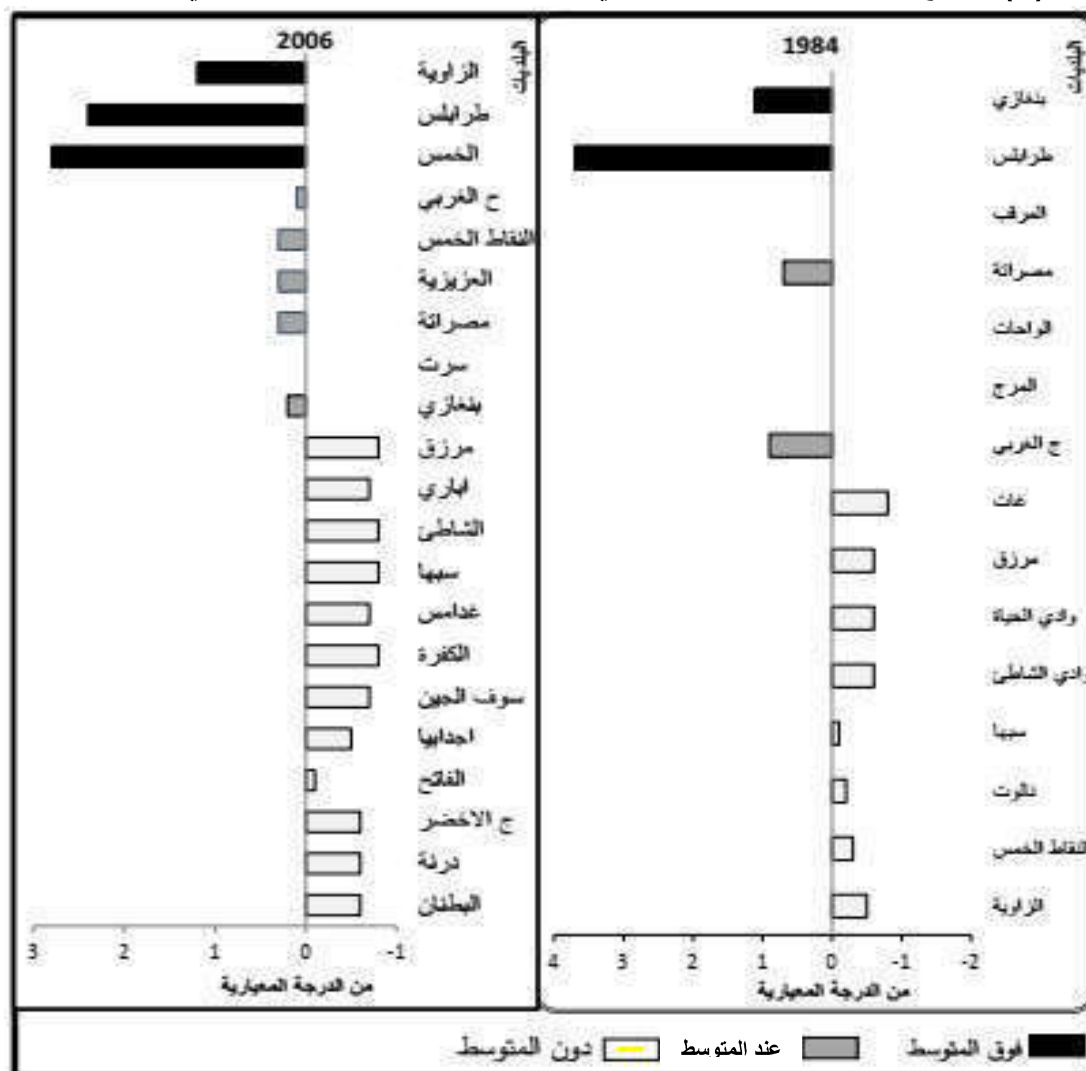 1984
البلديات
بنغازي
طرابلس
المرقب
مصراتة
الواحات
المرج
ج الغربي
غات
مرزق
وادي الحياة
وادي الشاطئ
سبها
نالوت
النقاط الخمس
الزاوية
4 3 2 1 0 -1 -2
من الدرجة المعيارية
2006
البلديات
الزاوية
طرابلس
الخمس
ح الغربي
النقاط الخمس
العزيزية
مصراتة
سرت
بنغازي
مرزق
اباري
الشاطئ
سبها
غدامس
الكفرة
سوف الجين
اجدابيا
الفاتح
ج الاخضر
درنة
البطنان
3 2 1 0 -1
من الدرجة المعيارية
فوق المتوسط عند المتوسط دون المتوسط